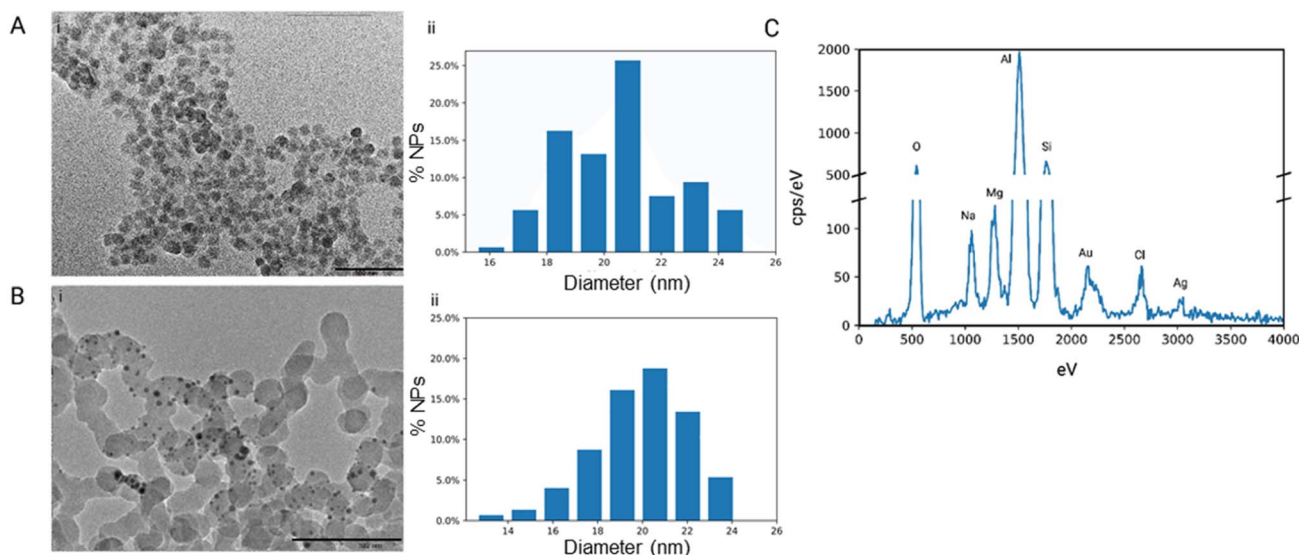 A
i
ii
% NPs
25.0%
20.0%
15.0%
10.0%
5.0%
0.0%
16 18 20 22 24 26
Diameter (nm)
B
i
ii
% NPs
25.0%
20.0%
15.0%
10.0%
5.0%
0.0%
14 16 18 20 22 24 26
Diameter (nm)
C
cps/eV
2000
1500
1000
500
100
50
0
O
Na
Mg
Al
Si
Au
Cl
Ag
0 500 1000 1500 2000 2500 3000 3500 4000
eV